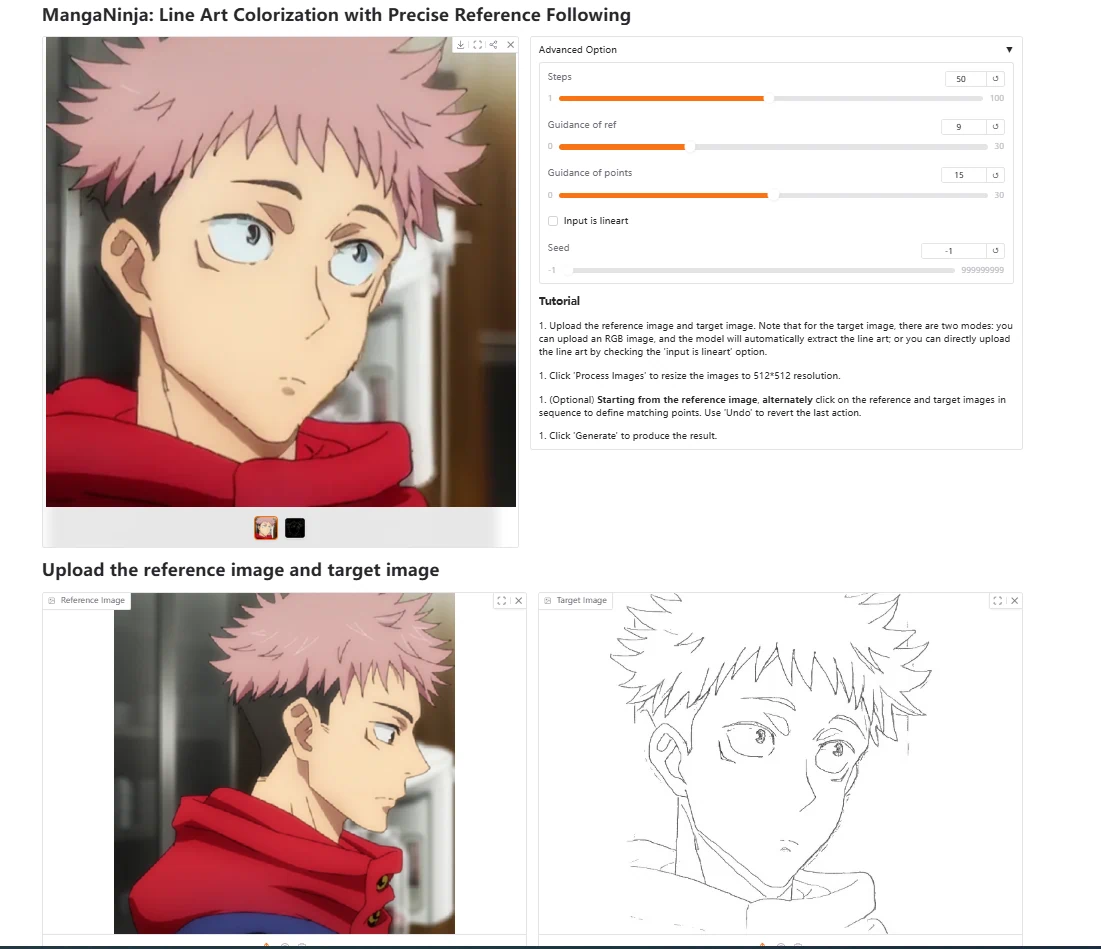 MangaNinja: Line Art Colorization with Precise Reference Following
Advanced Option
Steps
50
1
100
Guidance of ref
9
0
30
Guidance of points
15
0
30
Input is lineart
Seed
-1
-1
999999999
Tutorial
1. Upload the reference image and target image. Note that for the target image, there are two modes: you
can upload an RGB image, and the model will automatically extract the line art; or you can directly upload
the line art by checking the 'input is lineart' option.
1. Click 'Process Images' to resize the images to 512*512 resolution.
1. (Optional) Starting from the reference image, alternately click on the reference and target images in
sequence to define matching points. Use 'Undo' to revert the last action.
1. Click 'Generate' to produce the result.
Upload the reference image and target image
Reference Image
Target Image